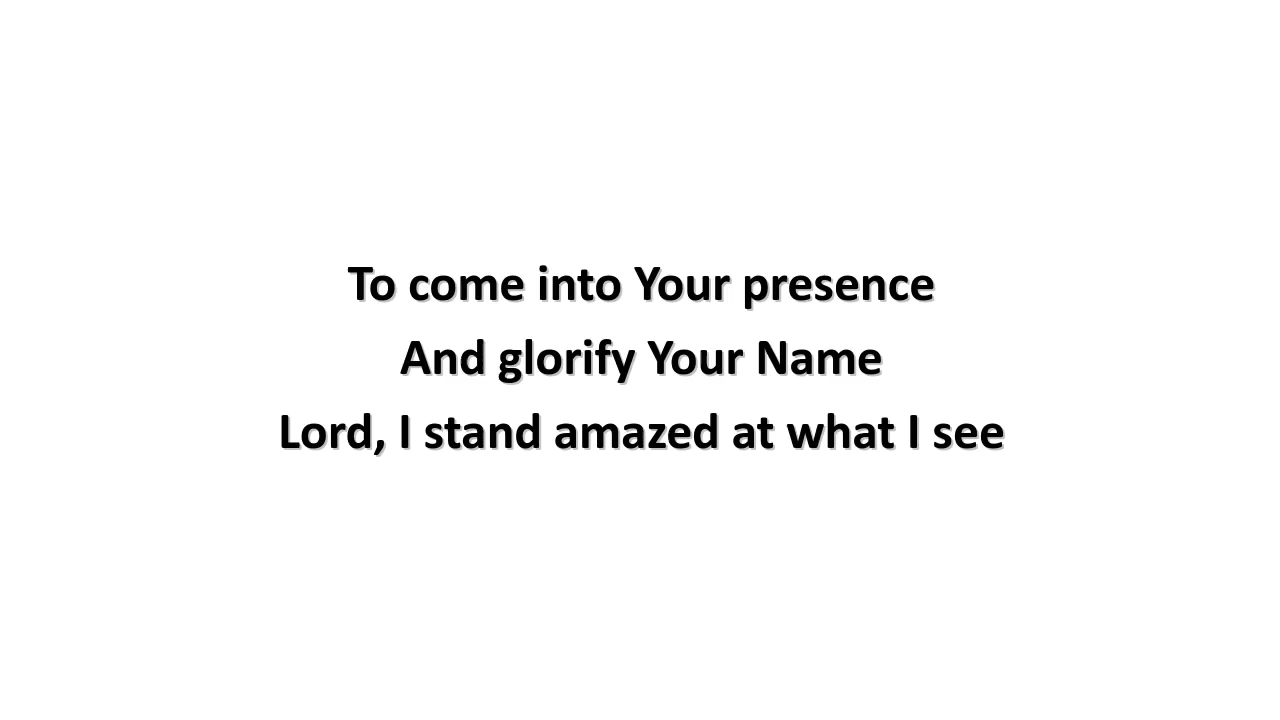 To come into Your presence
And glorify Your Name
Lord, I stand amazed at what I see